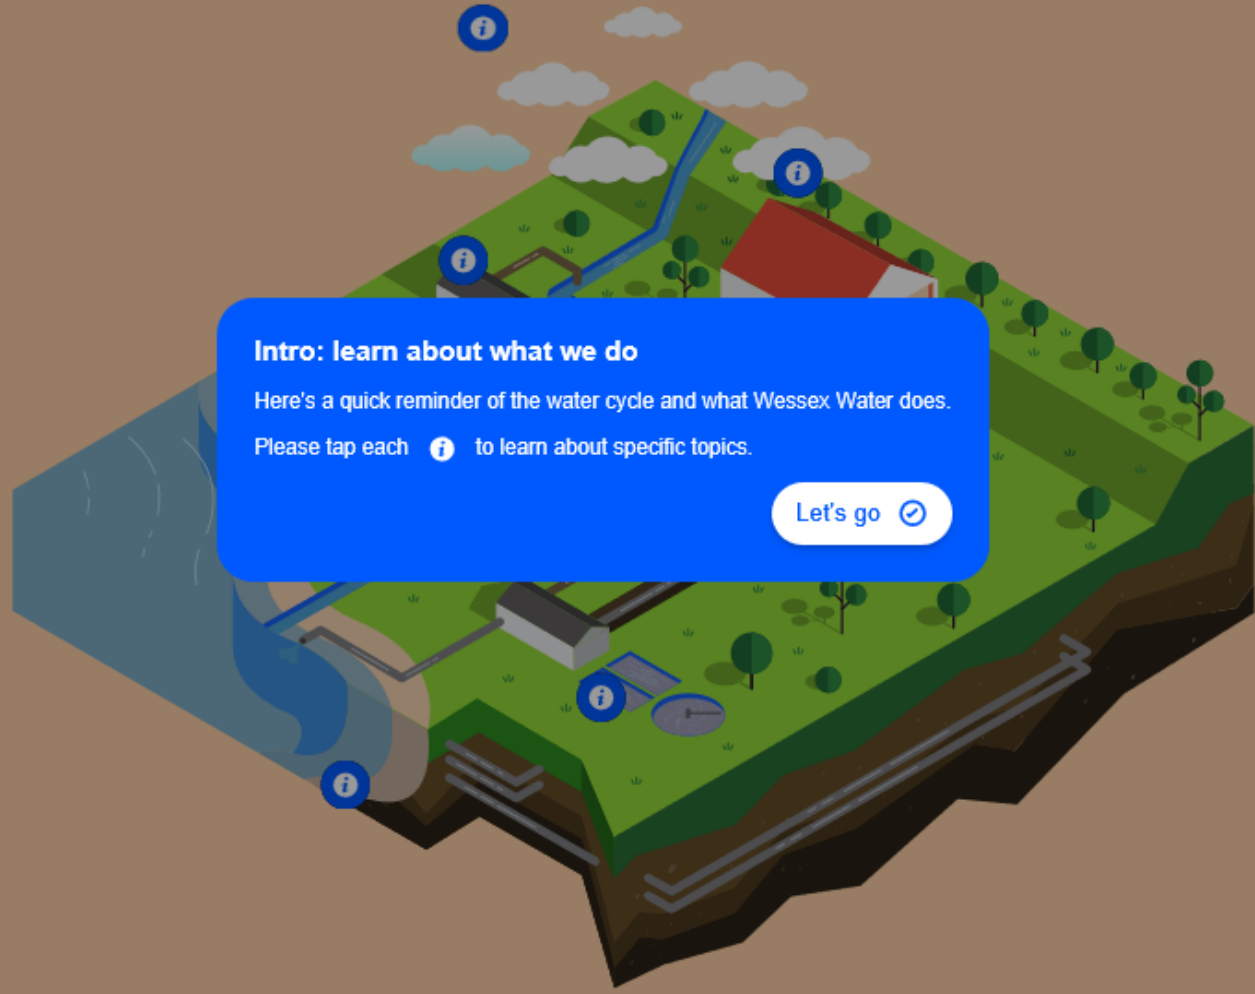 Intro: learn about what we do
Here's a quick reminder of the water cycle and what Wessex Water does.
Please tap each i to learn about specific topics.
Let's go